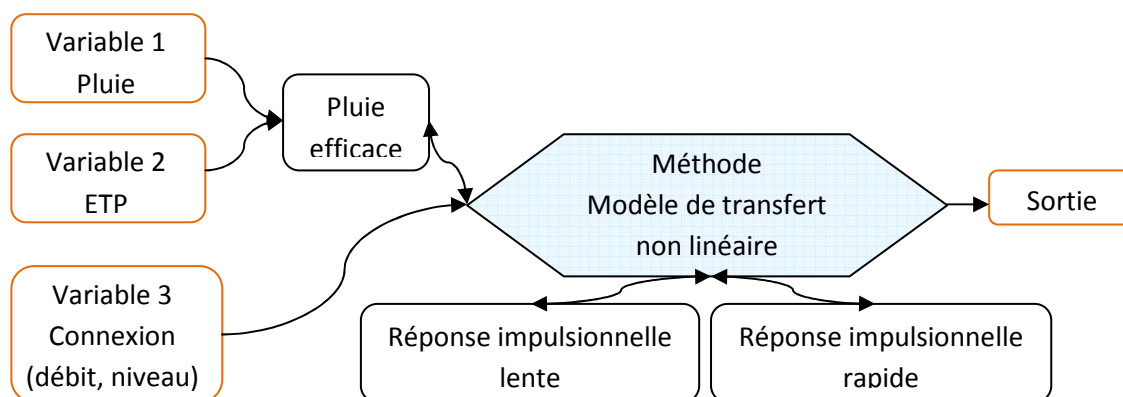 Variable 1
Pluie
Variable 2
ETP
Pluie
efficace
Variable 3
Connexion
(débit, niveau)
Méthode
Modèle de transfert
non linéaire
Sortie
Réponse impulsionnelle
lente
Réponse impulsionnelle
rapide